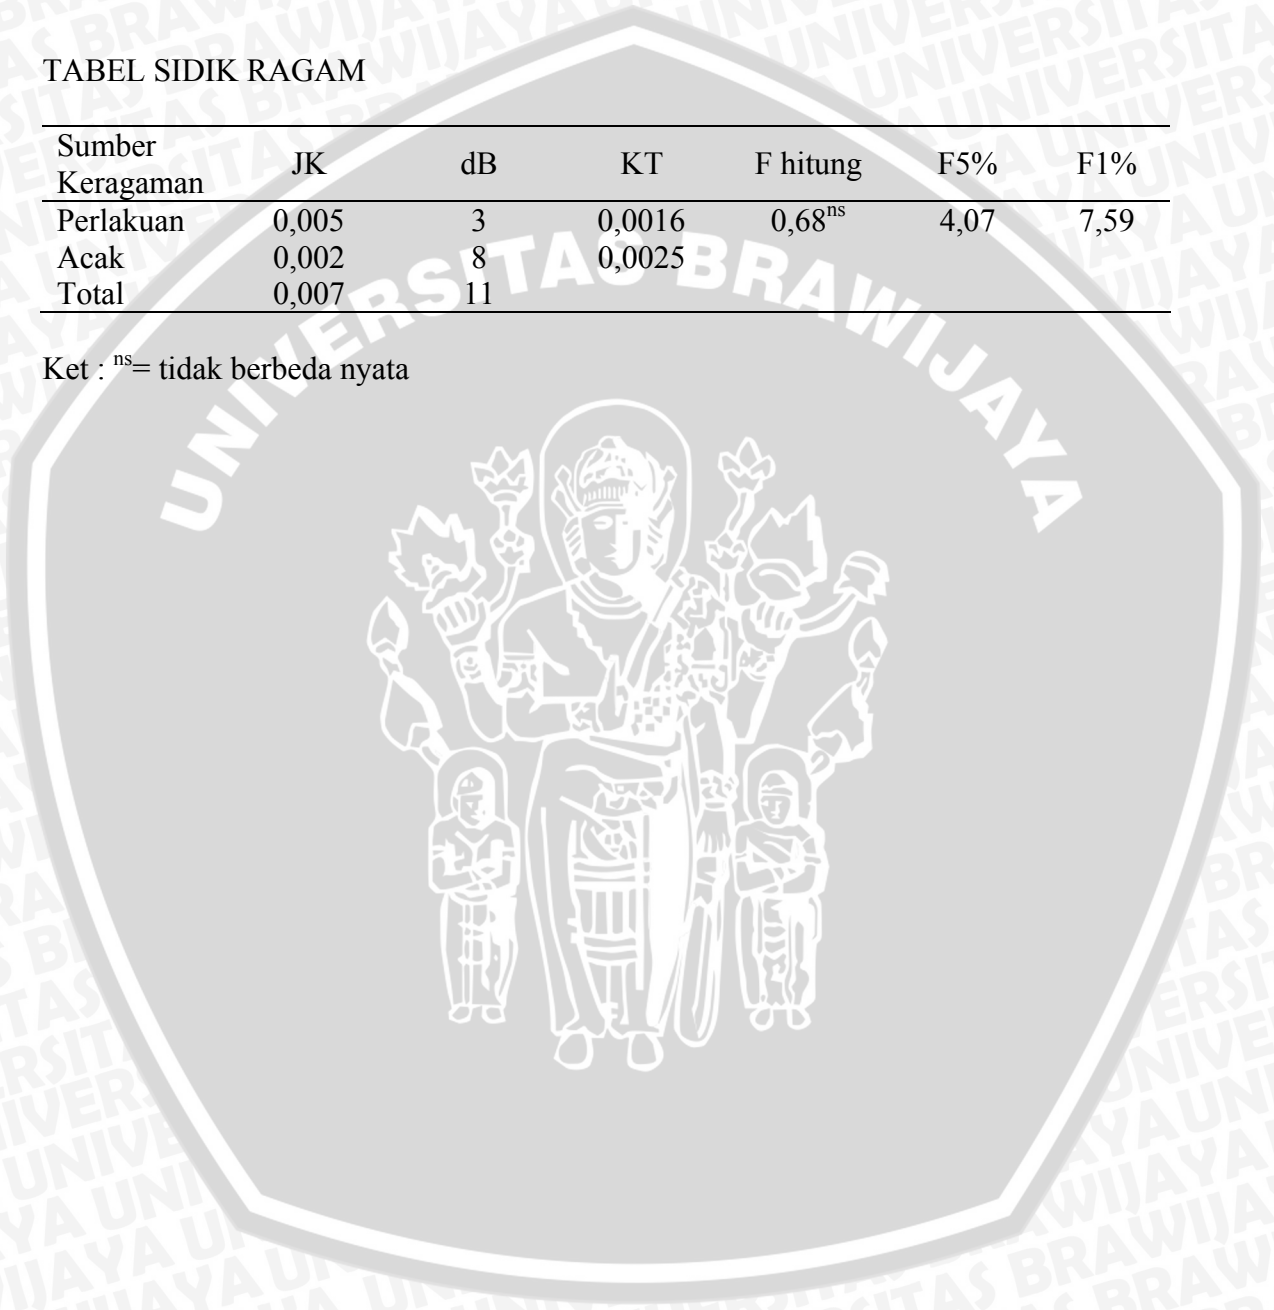 TABEL SIDIK RAGAM
Sumber Keragaman JK dB KT F hitung F5% F1%
Perlakuan 0,005 3 0,0016 0,68ns 4,07 7,59
Acak 0,002 8 0,0025
Total 0,007 11
Ket : ns= tidak berbeda nyata
UNIVERSITAS BRAWIJAYA